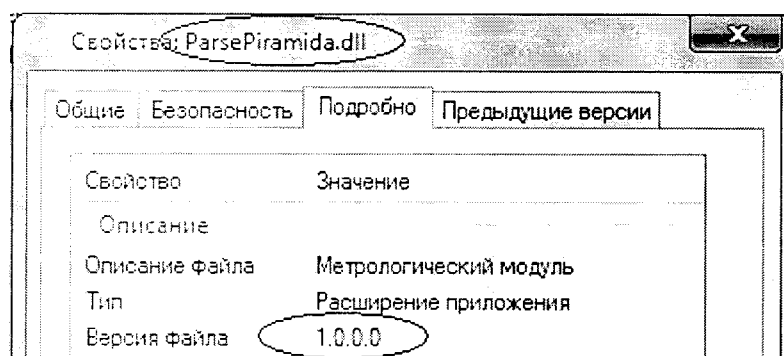 Свойства: ParsePiramida.dll
Общие Безопасность Подробно Предыдущие версии
Свойство Значение
Описание
Описание файла Метрологический модуль
Тип Расширение приложения
Версия файла 1.0.0.0